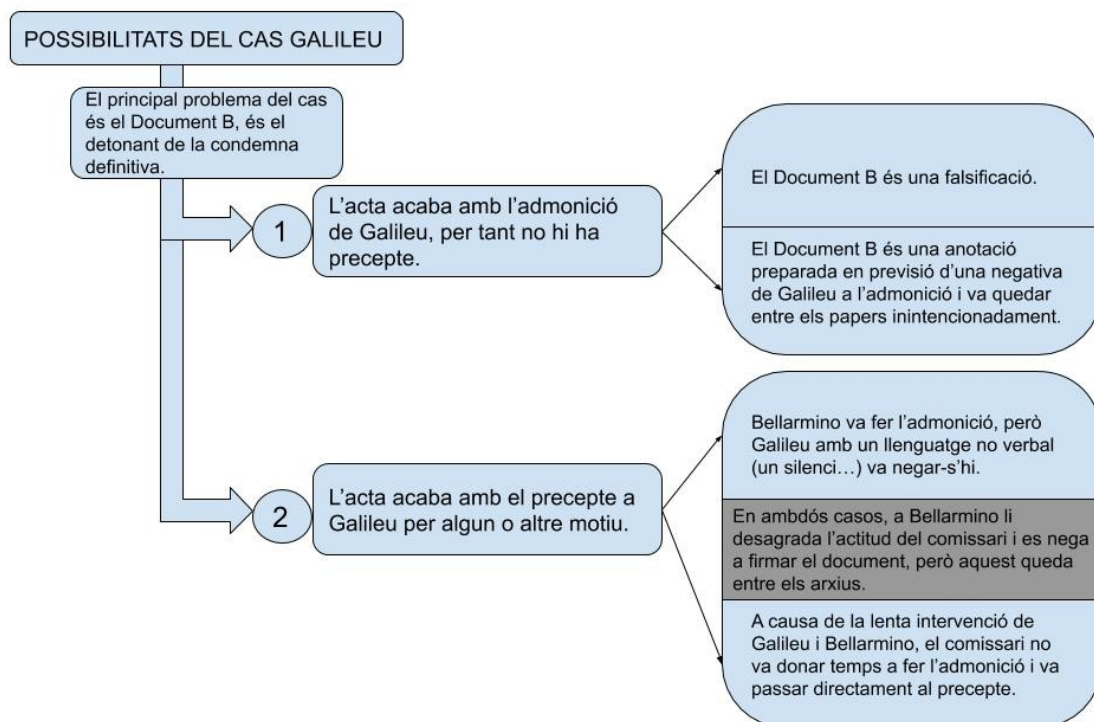 POSSIBILITATS DEL CAS GALILEU
El principal problema del cas
és el Document B, és el
detonant de la condemna
definitiva.
1
L’acta acaba amb l’admonició
de Galileu, per tant no hi ha
precepte.
El Document B és una falsificació.
El Document B és una anotació
preparada en previsió d’una negativa
de Galileu a l’admonició i va quedar
entre els papers inintencionadament.
2
L’acta acaba amb el precepte a
Galileu per algun o altre motiu.
Bellarmino va fer l’admonició, però
Galileu amb un llenguatge no verbal
(un silenci…) va negar-s’hi.
En ambdós casos, a Bellarmino li
desagrada l’actitud del comissari i es nega
a firmar el document, però aquest queda
entre els arxius.
A causa de la lenta intervenció de
Galileu i Bellarmino, el comissari no
va donar temps a fer l’admonició i va
passar directament al precepte.